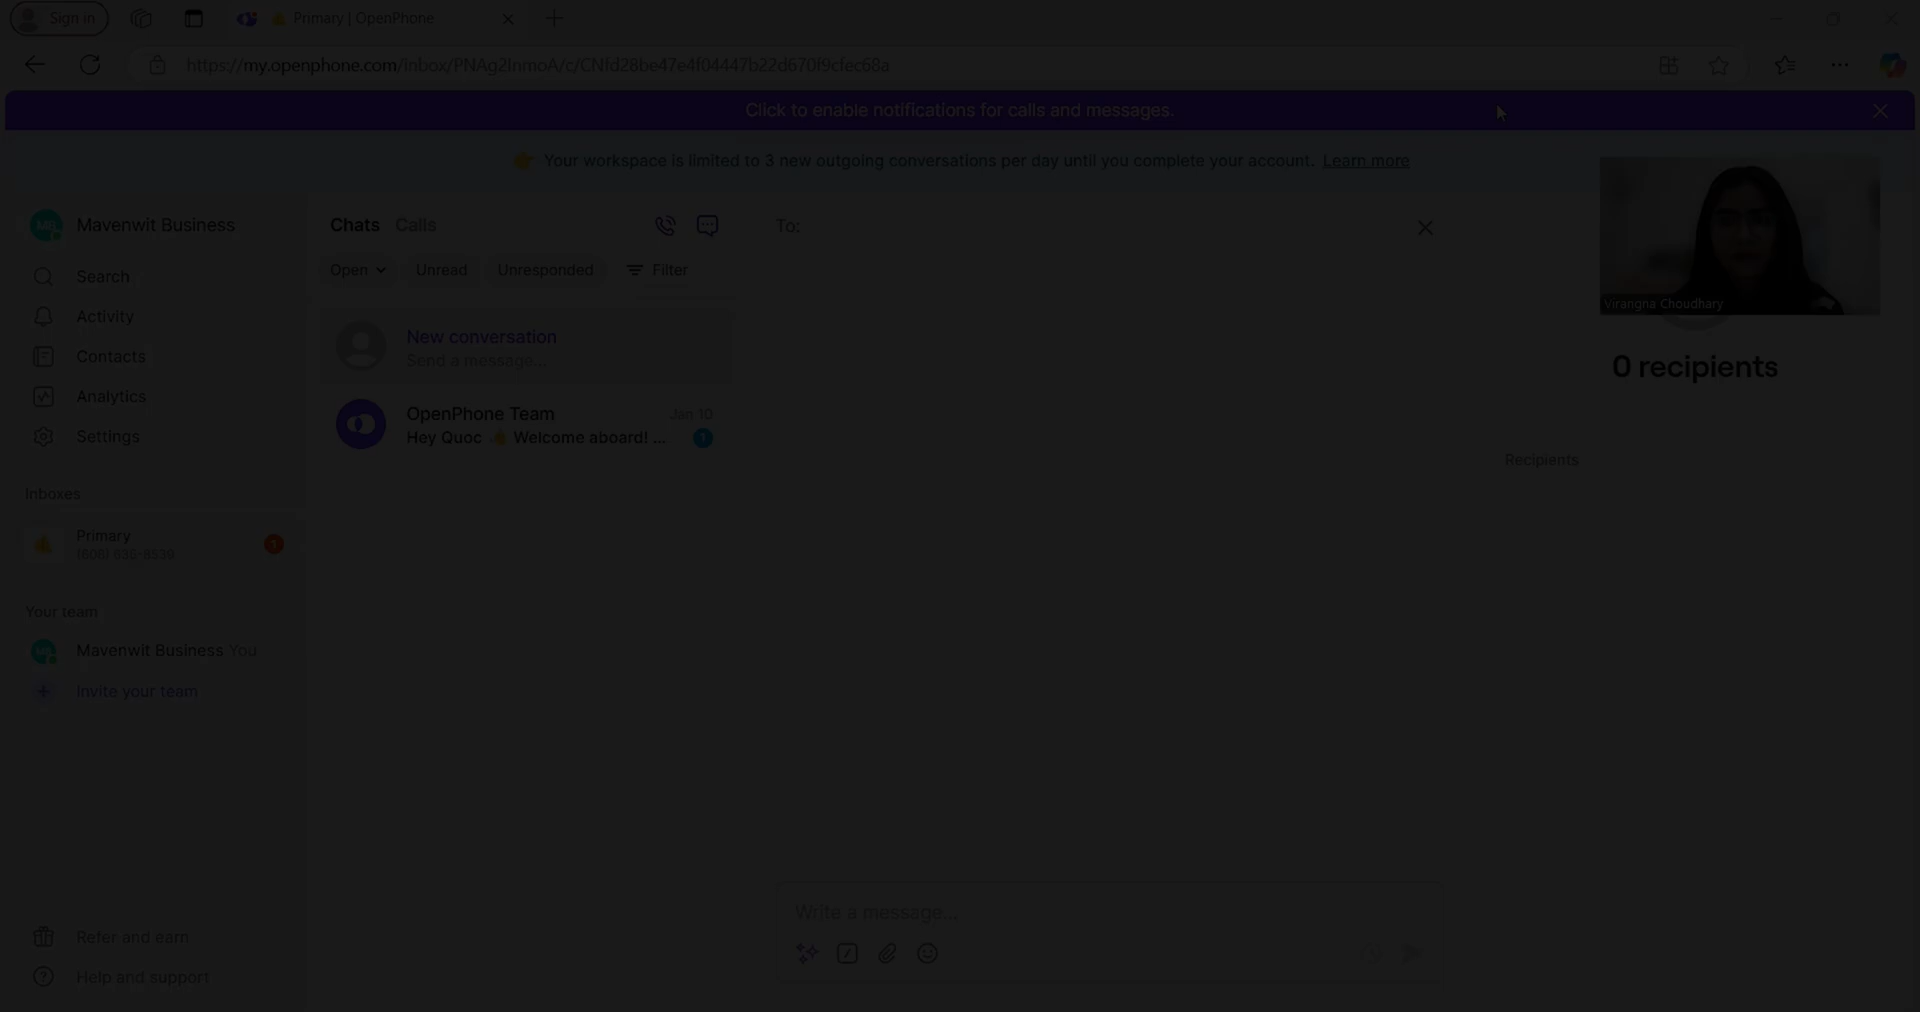 Sign in
Primary | OpenPhone
https://my.openphone.com/inbox/PNAg2InmoA/c/CNfd28be47e4f04447b22d670f9cfec68a
Click to enable notifications for calls and messages.
Your workspace is limited to 3 new outgoing conversations per day until you complete your account. Learn more
Mavenwit Business
Search
Activity
Contacts
Analytics
Settings
Inboxes
Primary
1
Your team
MB
Mavenwit Business You
Invite your team
Refer and earn
Help and support
Chats Calls
Open
Unread
Unresponded
Filter
New conversation
Send a message...
OpenPhone Team
Jan 10
Hey Quoc 👋 Welcome aboard! ...
1
To:
Write a message...
Virangna Choudhary
0 recipients
Recipients